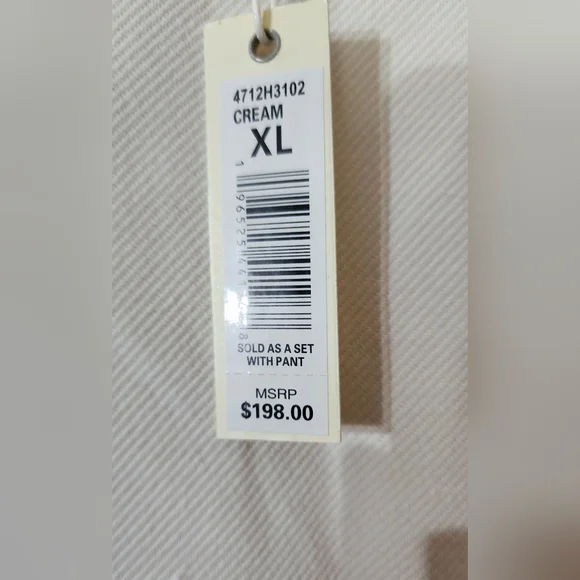 4712H3102
CREAM
XL
SOLD AS A SET
WITH PANT
MSRP
$198.00